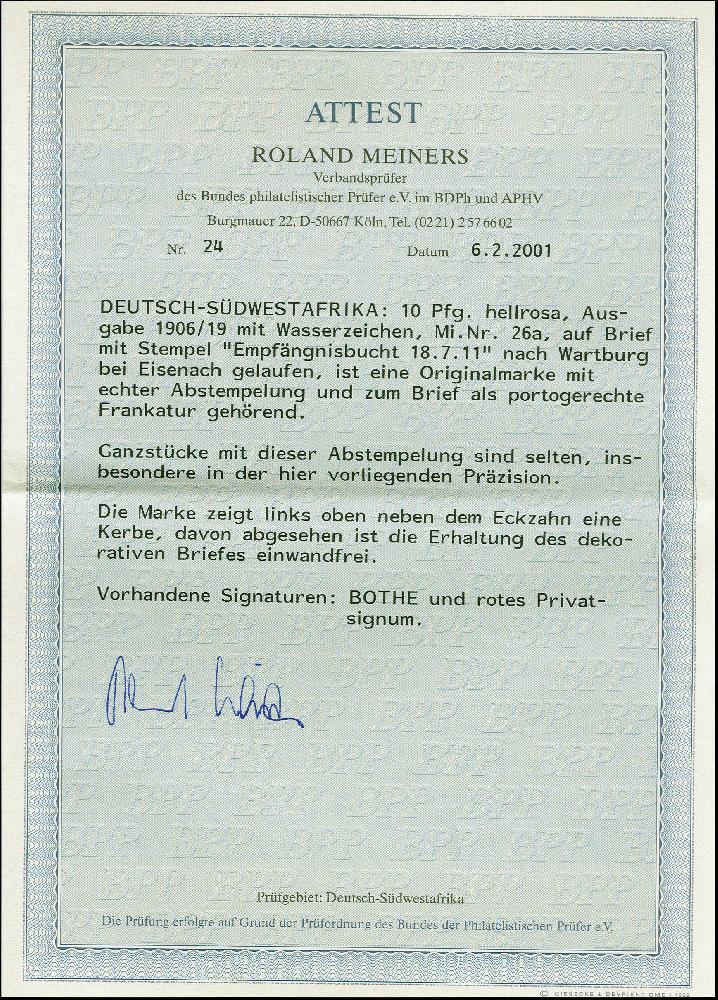 ATTEST
ROLAND MEINERS
Verbandsprüfer
des Bundes philatelistischer Prüfer e.V. im BDPh und APHV
Burgmauer 22, D-50667 Köln, Tel. (0221) 2576602
Nr. 24 Datum 6.2.2001
DEUTSCH-SÜDWESTAFRIKA: 10 Pfg. hellrosa, Aus-
gabe 1906/19 mit Wasserzeichen, Mi.Nr. 26a, auf Brief
mit Stempel "Empfängnisbucht 18.7.11" nach Wartburg
bei Eisenach gelaufen, ist eine Originalmarke mit
echter Abstempelung und zum Brief als portogerechte
Frankatur gehörend.
Ganzstücke mit dieser Abstempelung sind selten, ins-
besondere in der hier vorliegenden Präzision.
Die Marke zeigt links oben neben dem Eckzahn eine
Kerbe, davon abgesehen ist die Erhaltung des deko-
rativen Briefes einwandfrei.
Vorhandene Signaturen: BOTHE und rotes Privat-
signum.
Prüfgebiet: Deutsch-Südwestafrika
Die Prüfung erfolgte auf Grund der Prüfordnung des Bundes der Philatelistischen Prüfer e.V.
© GIESECKE & DEVRIENT GMBH